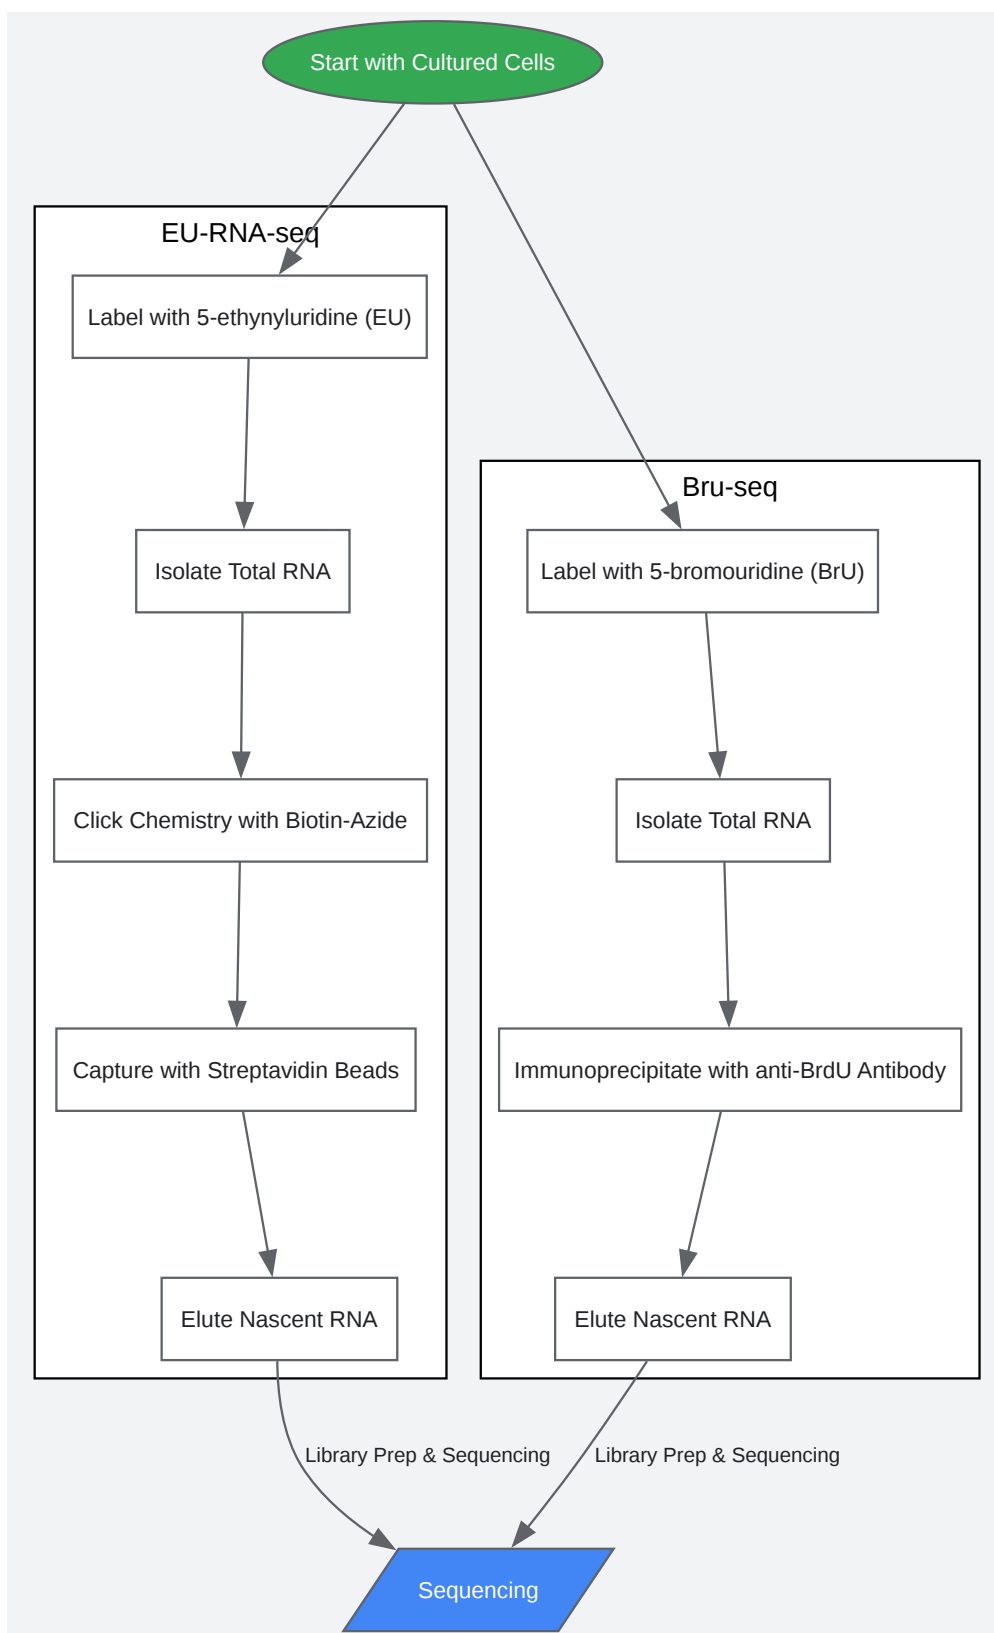 Start with Cultured Cells
EU-RNA-seq
Label with 5-ethynyluridine (EU)
Isolate Total RNA
Click Chemistry with Biotin-Azide
Capture with Streptavidin Beads
Elute Nascent RNA
Bru-seq
Label with 5-bromouridine (BrU)
Isolate Total RNA
Immunoprecipitate with anti-BrdU Antibody
Elute Nascent RNA
Library Prep & Sequencing
Library Prep & Sequencing
Sequencing